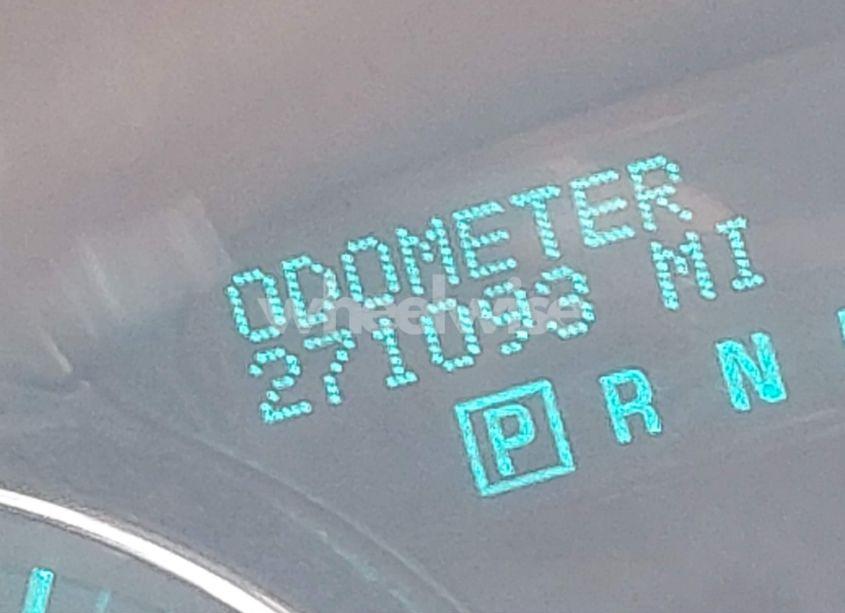 ODOMETER
271093 MI
P R N
wheelwise